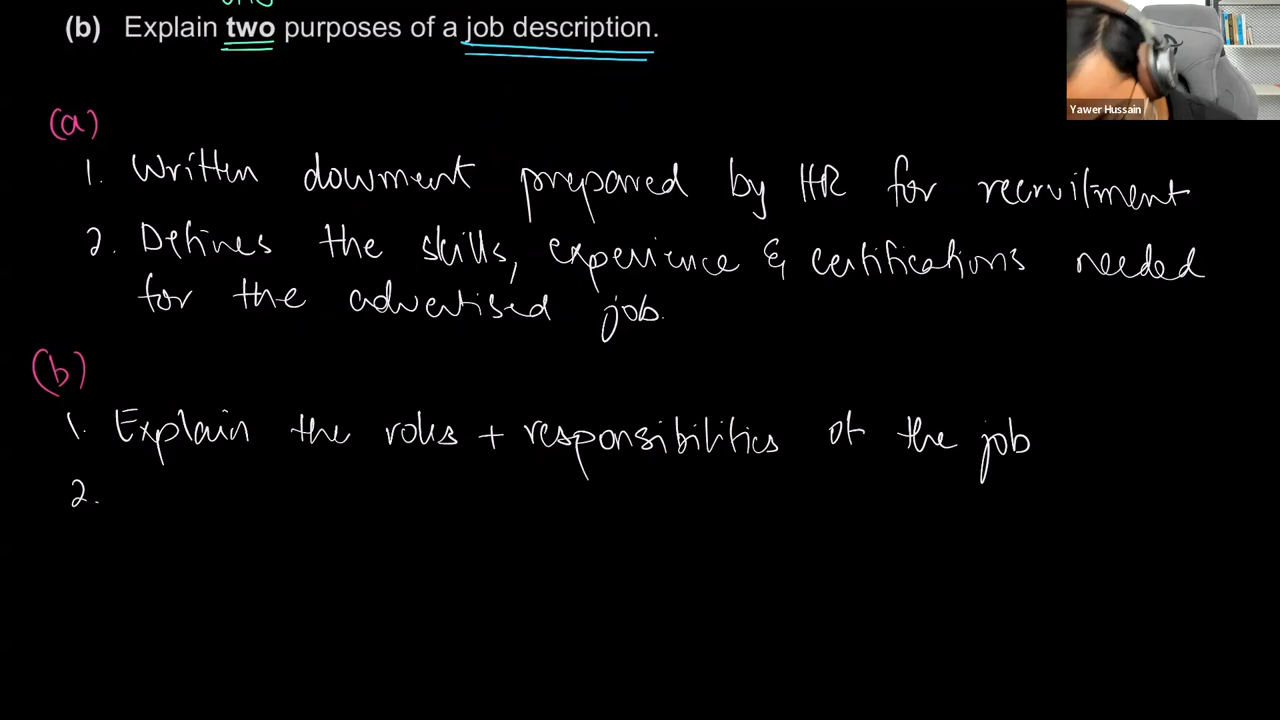 (b) Explain two purposes of a job description.
Yawer Hussain
(a)
1. Written document prepared by HR for recruitment
2. Defines the skills, experience & certifications needed
for the advertised job.
(b)
1. Explain the roles + responsibilities of the job
2.